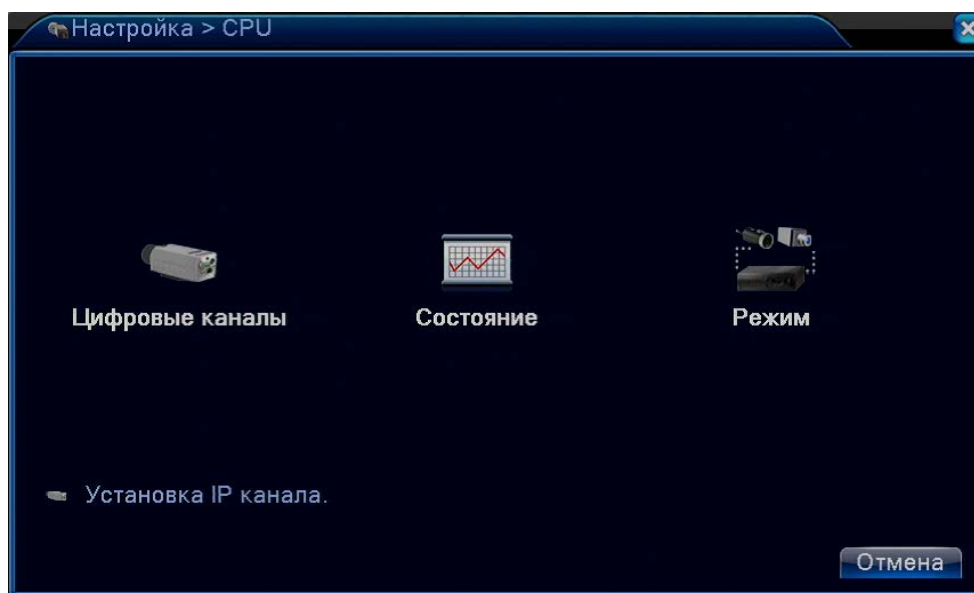 Настройка > CPU
Цифровые каналы
Состояние
Режим
Установка IP канала.
Отмена